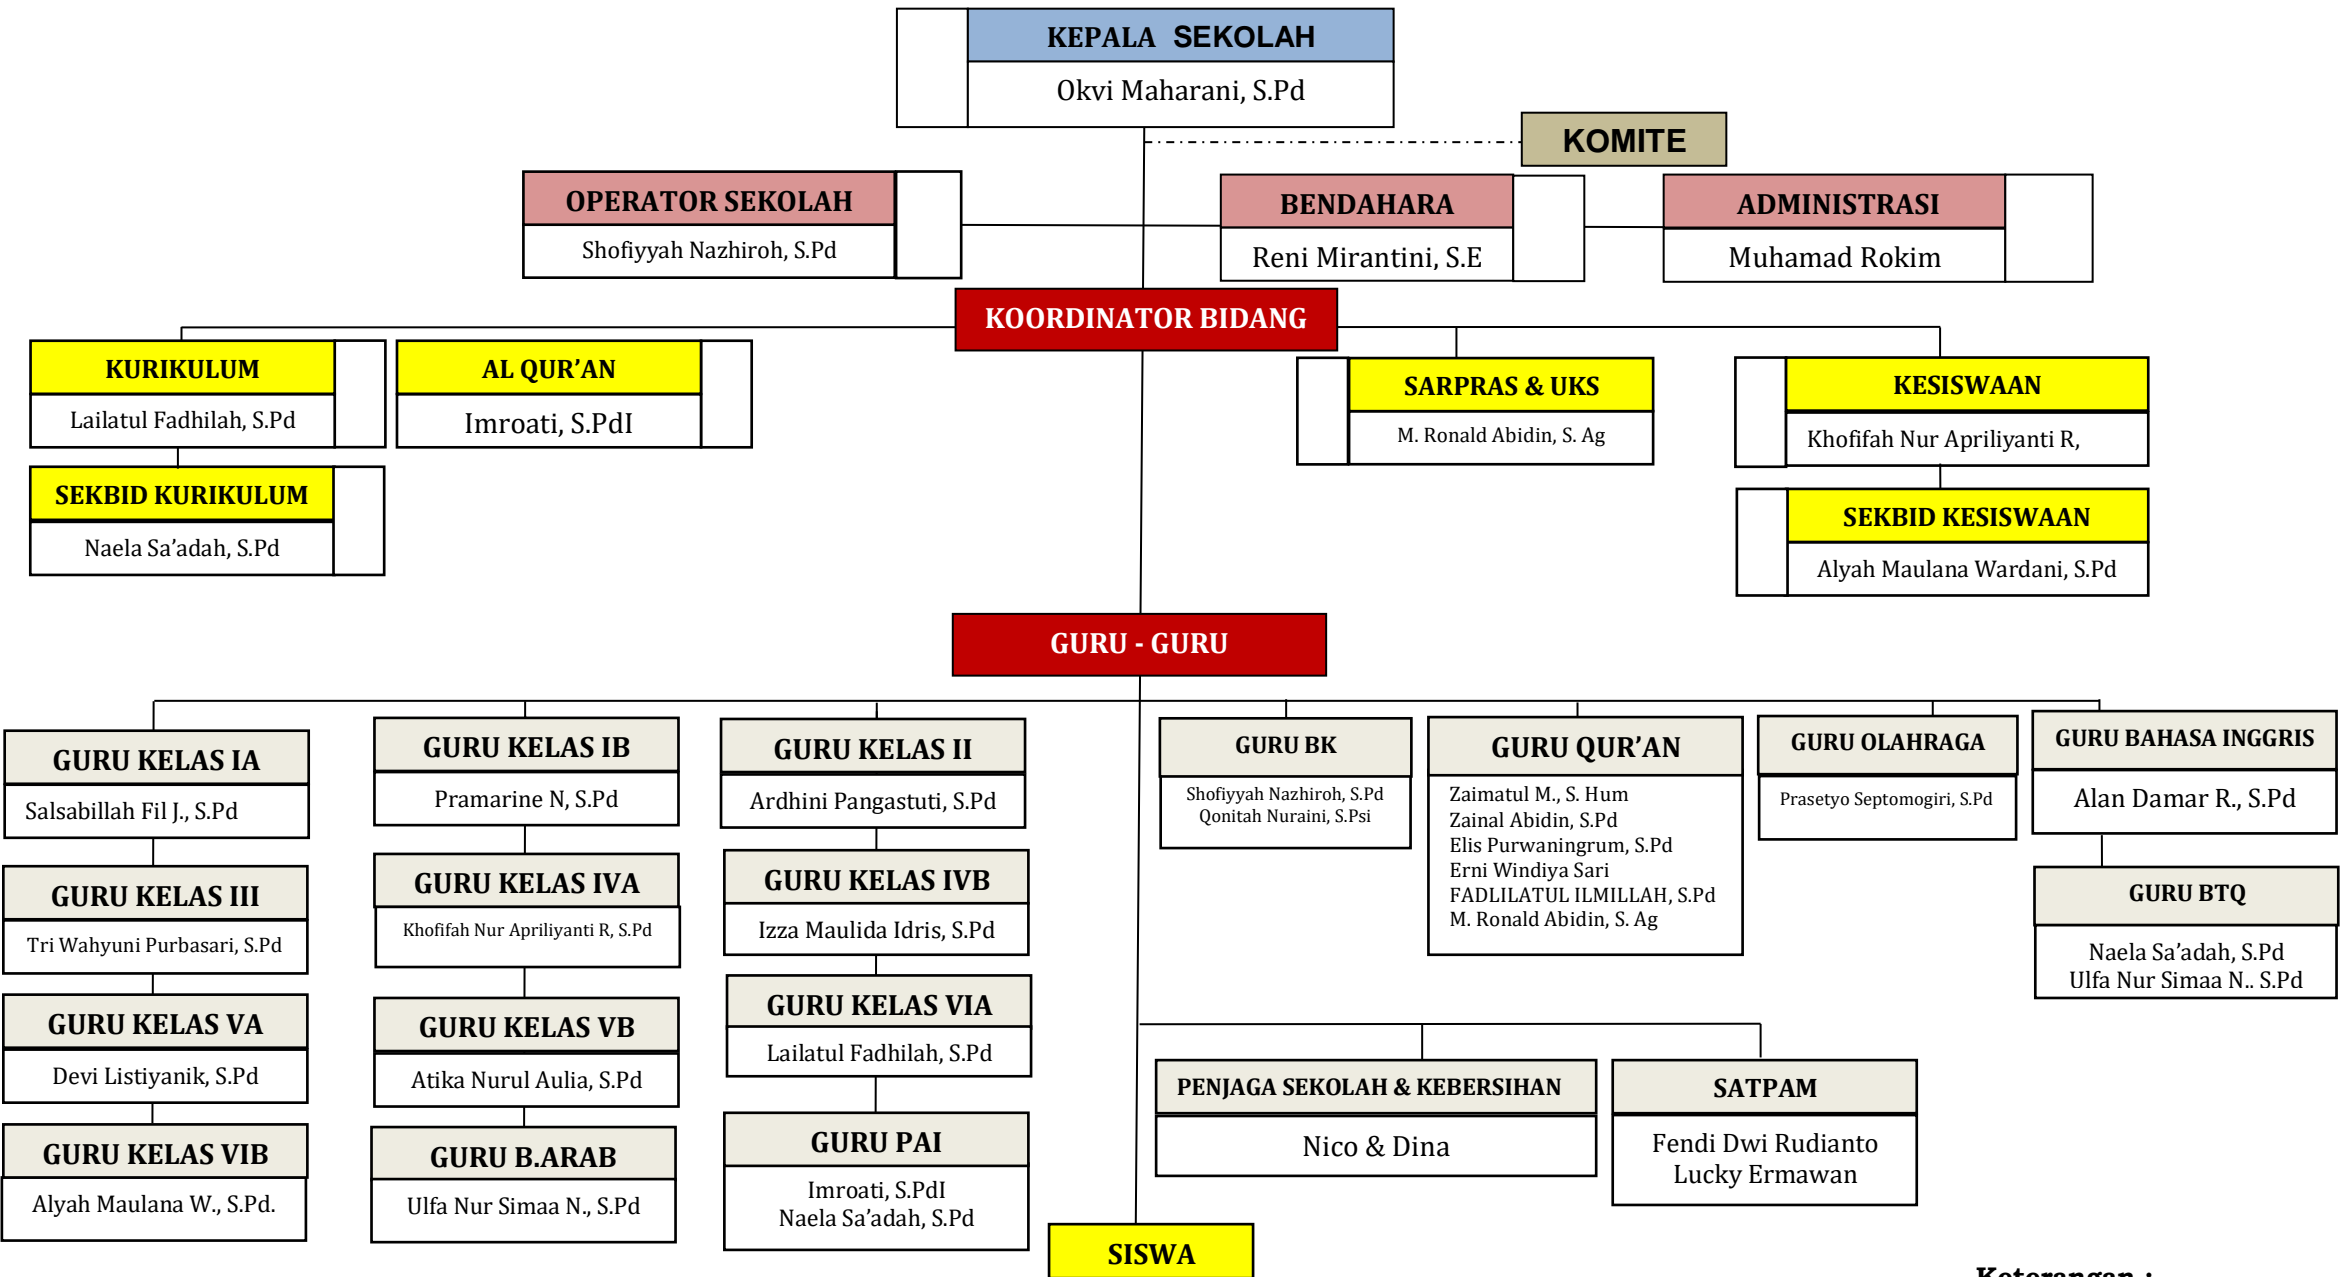 KEPALA SEKOLAH
Okvi Maharani, S.Pd
KOMITE
OPERATOR SEKOLAH
Shofiyyah Nazhiroh, S.Pd
BENDAHARA
Reni Mirantini, S.E
ADMINISTRASI
Muhamad Rokim
KOORDINATOR BIDANG
KURIKULUM
Lailatul Fadhilah, S.Pd
AL QUR’AN
Imroati, S.PdI
SARPRAS & UKS
M. Ronald Abidin, S. Ag
KESISWAAN
Khofifah Nur Apriliyanti R,
SEKBID KURIKULUM
Naela Sa’adah, S.Pd
SEKBID KESISWAAN
Alyah Maulana Wardani, S.Pd
GURU - GURU
GURU KELAS IA
Salsabillah Fil J., S.Pd
GURU KELAS IB
Pramarine N, S.Pd
GURU KELAS II
Ardhini Pangastuti, S.Pd
GURU BK
Shofiyyah Nazhiroh, S.Pd
Qonitah Nuraini, S.Psi
GURU QUR’AN
Zaimatul M., S. Hum
Zainal Abidin, S.Pd
Elis Purwaningrum, S.Pd
Erni Windiya Sari
FADLILATUL ILMILLAH, S.Pd
M. Ronald Abidin, S. Ag
GURU OLAHRAGA
Prasetyo Septomogiri, S.Pd
GURU BAHASA INGGRIS
Alan Damar R., S.Pd
GURU KELAS III
Tri Wahyuni Purbasari, S.Pd
GURU KELAS IVA
Khofifah Nur Apriliyanti R, S.Pd
GURU KELAS IVB
Izza Maulida Idris, S.Pd
GURU BTQ
Naela Sa’adah, S.Pd
Ulfa Nur Simaa N.. S.Pd
GURU KELAS VA
Devi Listiyanik, S.Pd
GURU KELAS VB
Atika Nurul Aulia, S.Pd
GURU KELAS VIA
Lailatul Fadhilah, S.Pd
PENJAGA SEKOLAH & KEBERSIHAN
Nico & Dina
SATPAM
Fendi Dwi Rudianto
Lucky Ermawan
GURU KELAS VIB
Alyah Maulana W., S.Pd.
GURU B.ARAB
Ulfa Nur Simaa N., S.Pd
GURU PAI
Imroati, S.PdI
Naela Sa’adah, S.Pd
SISWA
Keterangan :